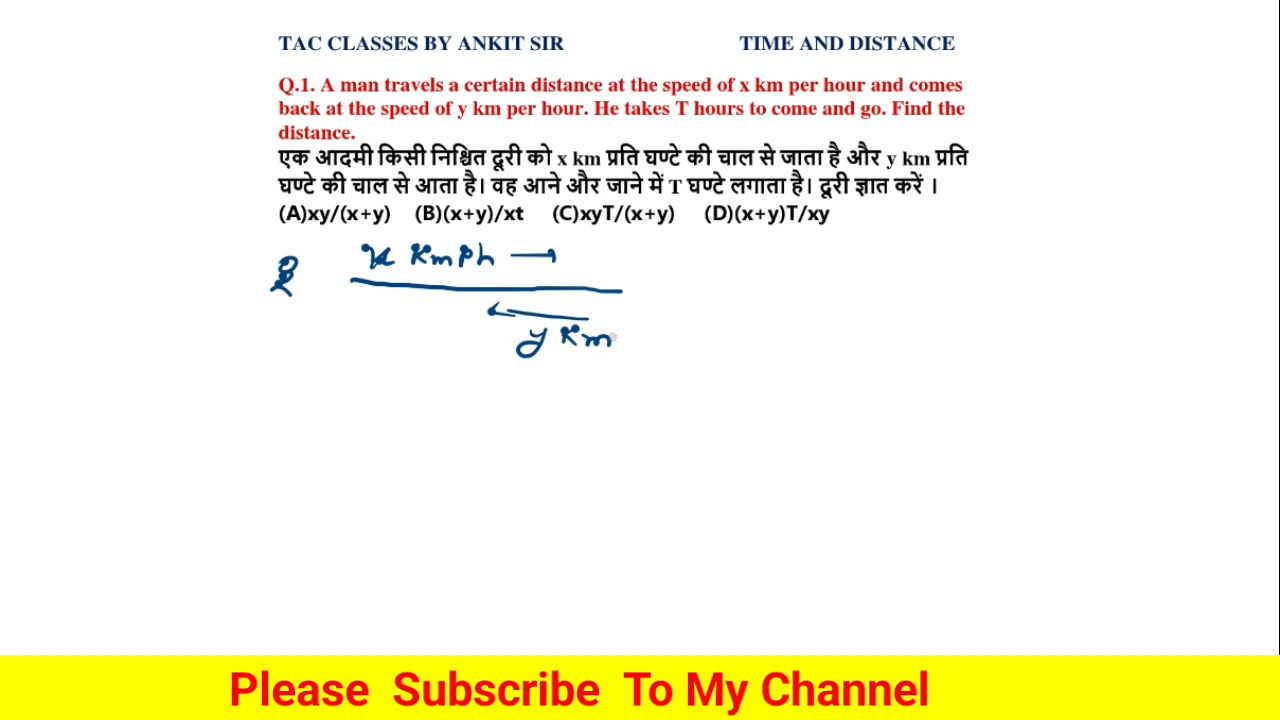 TAC CLASSES BY ANKIT SIR TIME AND DISTANCE
Q.1. A man travels a certain distance at the speed of x km per hour and comes
back at the speed of y km per hour. He takes T hours to come and go. Find the
distance.
एक आदमी किसी निश्चित दूरी को x km प्रति घण्टे की चाल से जाता है और y km प्रति
घण्टे की चाल से आता है। वह आने और जाने में T घण्टे लगाता है। दूरी ज्ञात करें ।
(A)xy/(x+y) (B)(x+y)/xt (C)xyT/(x+y) (D)(x+y)T/xy
x Kmph →
y Km
Please Subscribe To My Channel